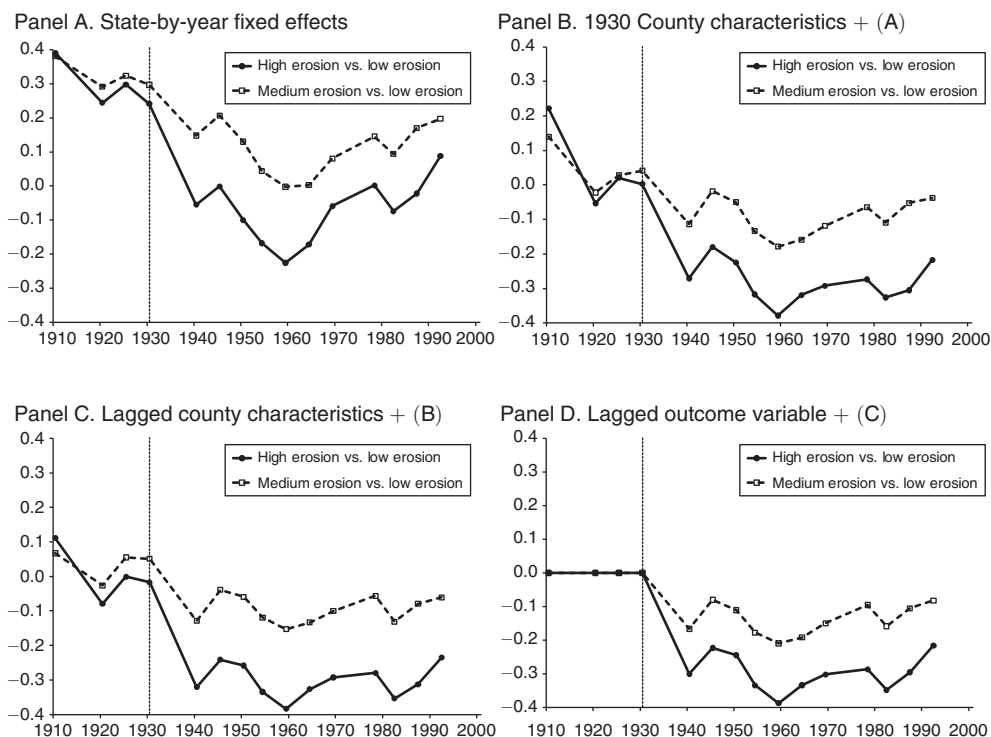 Panel A. State-by-year fixed effects
0.4
0.3
0.2
0.1
0.0
−0.1
−0.2
−0.3
−0.4
High erosion vs. low erosion
Medium erosion vs. low erosion
1910 1920 1930 1940 1950 1960 1970 1980 1990 2000
Panel B. 1930 County characteristics + (A)
0.4
0.3
0.2
0.1
0.0
−0.1
−0.2
−0.3
−0.4
High erosion vs. low erosion
Medium erosion vs. low erosion
1910 1920 1930 1940 1950 1960 1970 1980 1990 2000
Panel C. Lagged county characteristics + (B)
0.4
0.3
0.2
0.1
0.0
−0.1
−0.2
−0.3
−0.4
High erosion vs. low erosion
Medium erosion vs. low erosion
1910 1920 1930 1940 1950 1960 1970 1980 1990 2000
Panel D. Lagged outcome variable + (C)
0.4
0.3
0.2
0.1
0.0
−0.1
−0.2
−0.3
−0.4
High erosion vs. low erosion
Medium erosion vs. low erosion
1910 1920 1930 1940 1950 1960 1970 1980 1990 2000